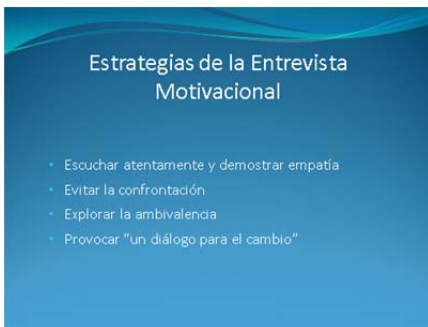 Estrategias de la Entrevista
Motivacional
• Escuchar atentamente y demostrar empatía
• Evitar la confrontación
• Explorar la ambivalencia
• Provocar “un diálogo para el cambio”